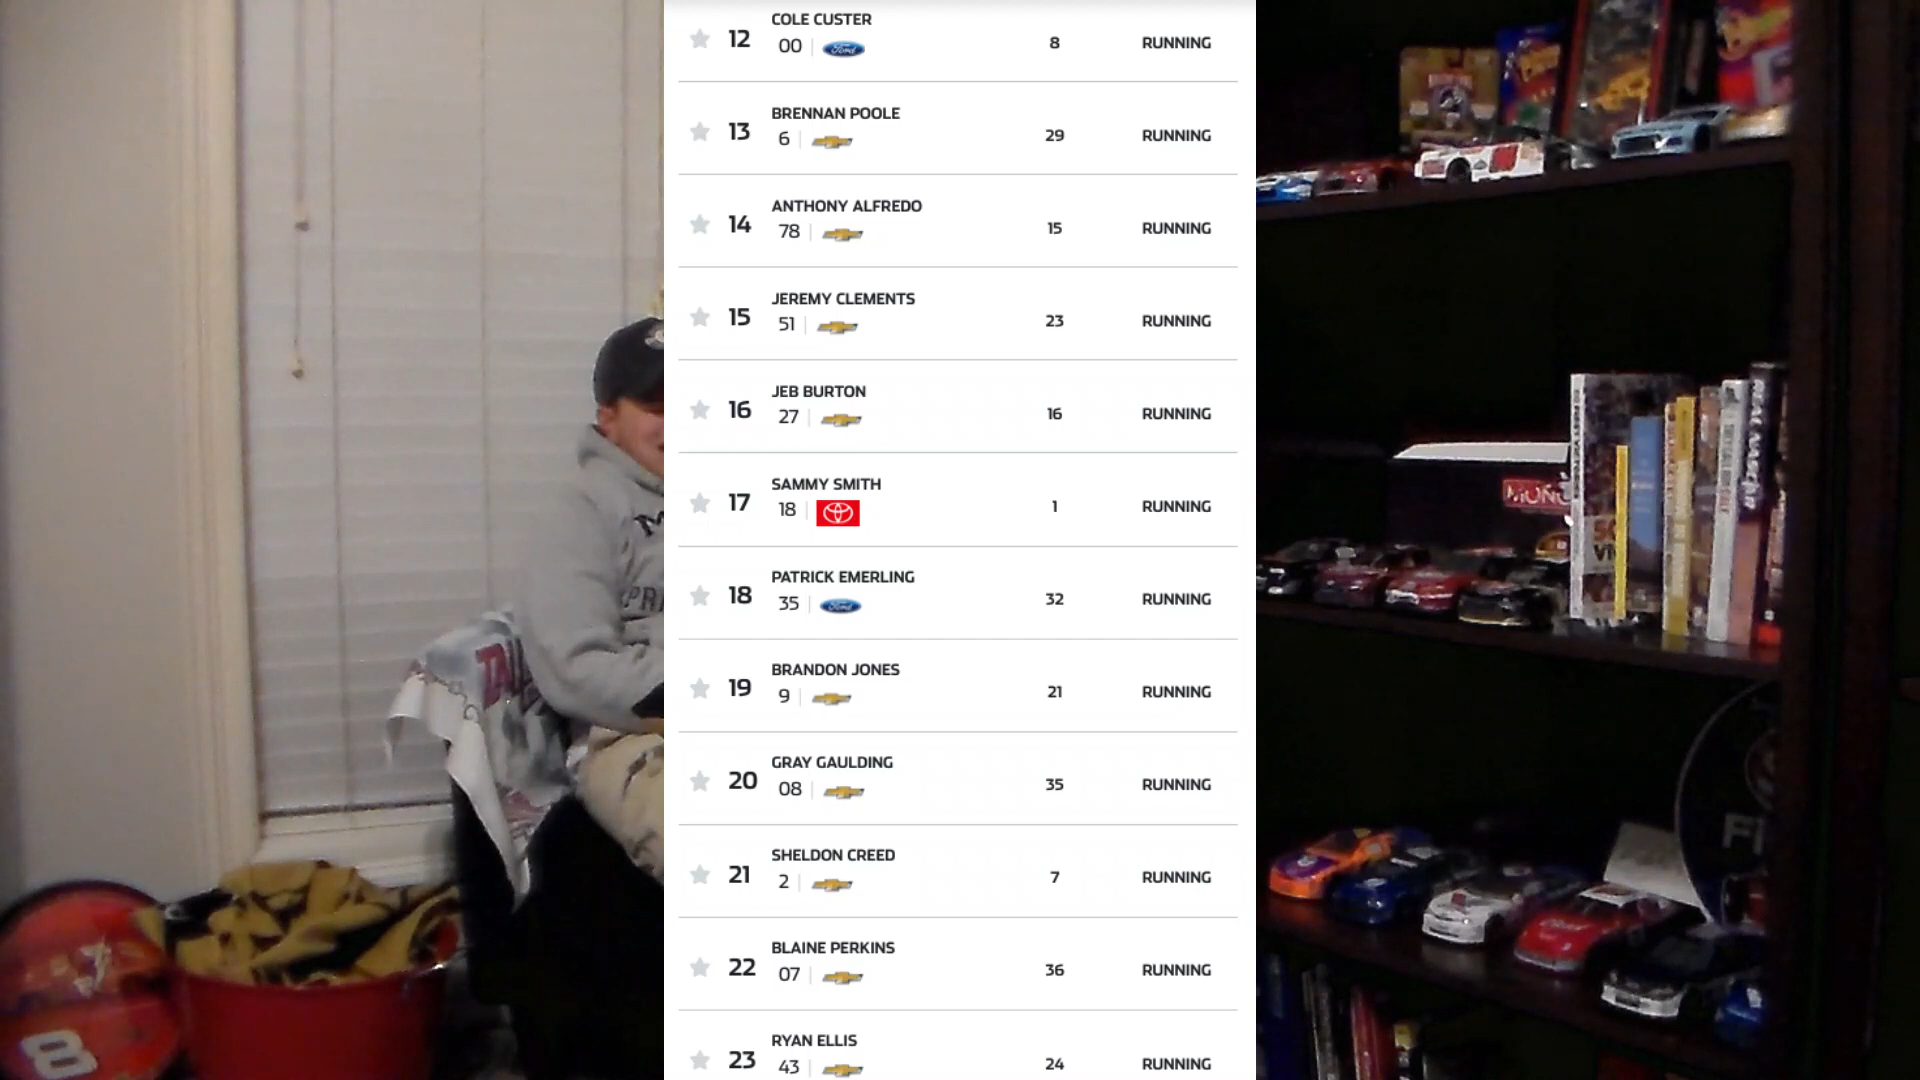 12
COLE CUSTER
00
Ford
8
RUNNING
13
BRENNAN POOLE
6
29
RUNNING
14
ANTHONY ALFREDO
78
15
RUNNING
15
JEREMY CLEMENTS
51
23
RUNNING
16
JEB BURTON
27
16
RUNNING
17
SAMMY SMITH
18
1
RUNNING
18
PATRICK EMERLING
35
Ford
32
RUNNING
19
BRANDON JONES
9
21
RUNNING
20
GRAY GAULDING
08
35
RUNNING
21
SHELDON CREED
2
7
RUNNING
22
BLAINE PERKINS
07
36
RUNNING
23
RYAN ELLIS
43
24
RUNNING
8